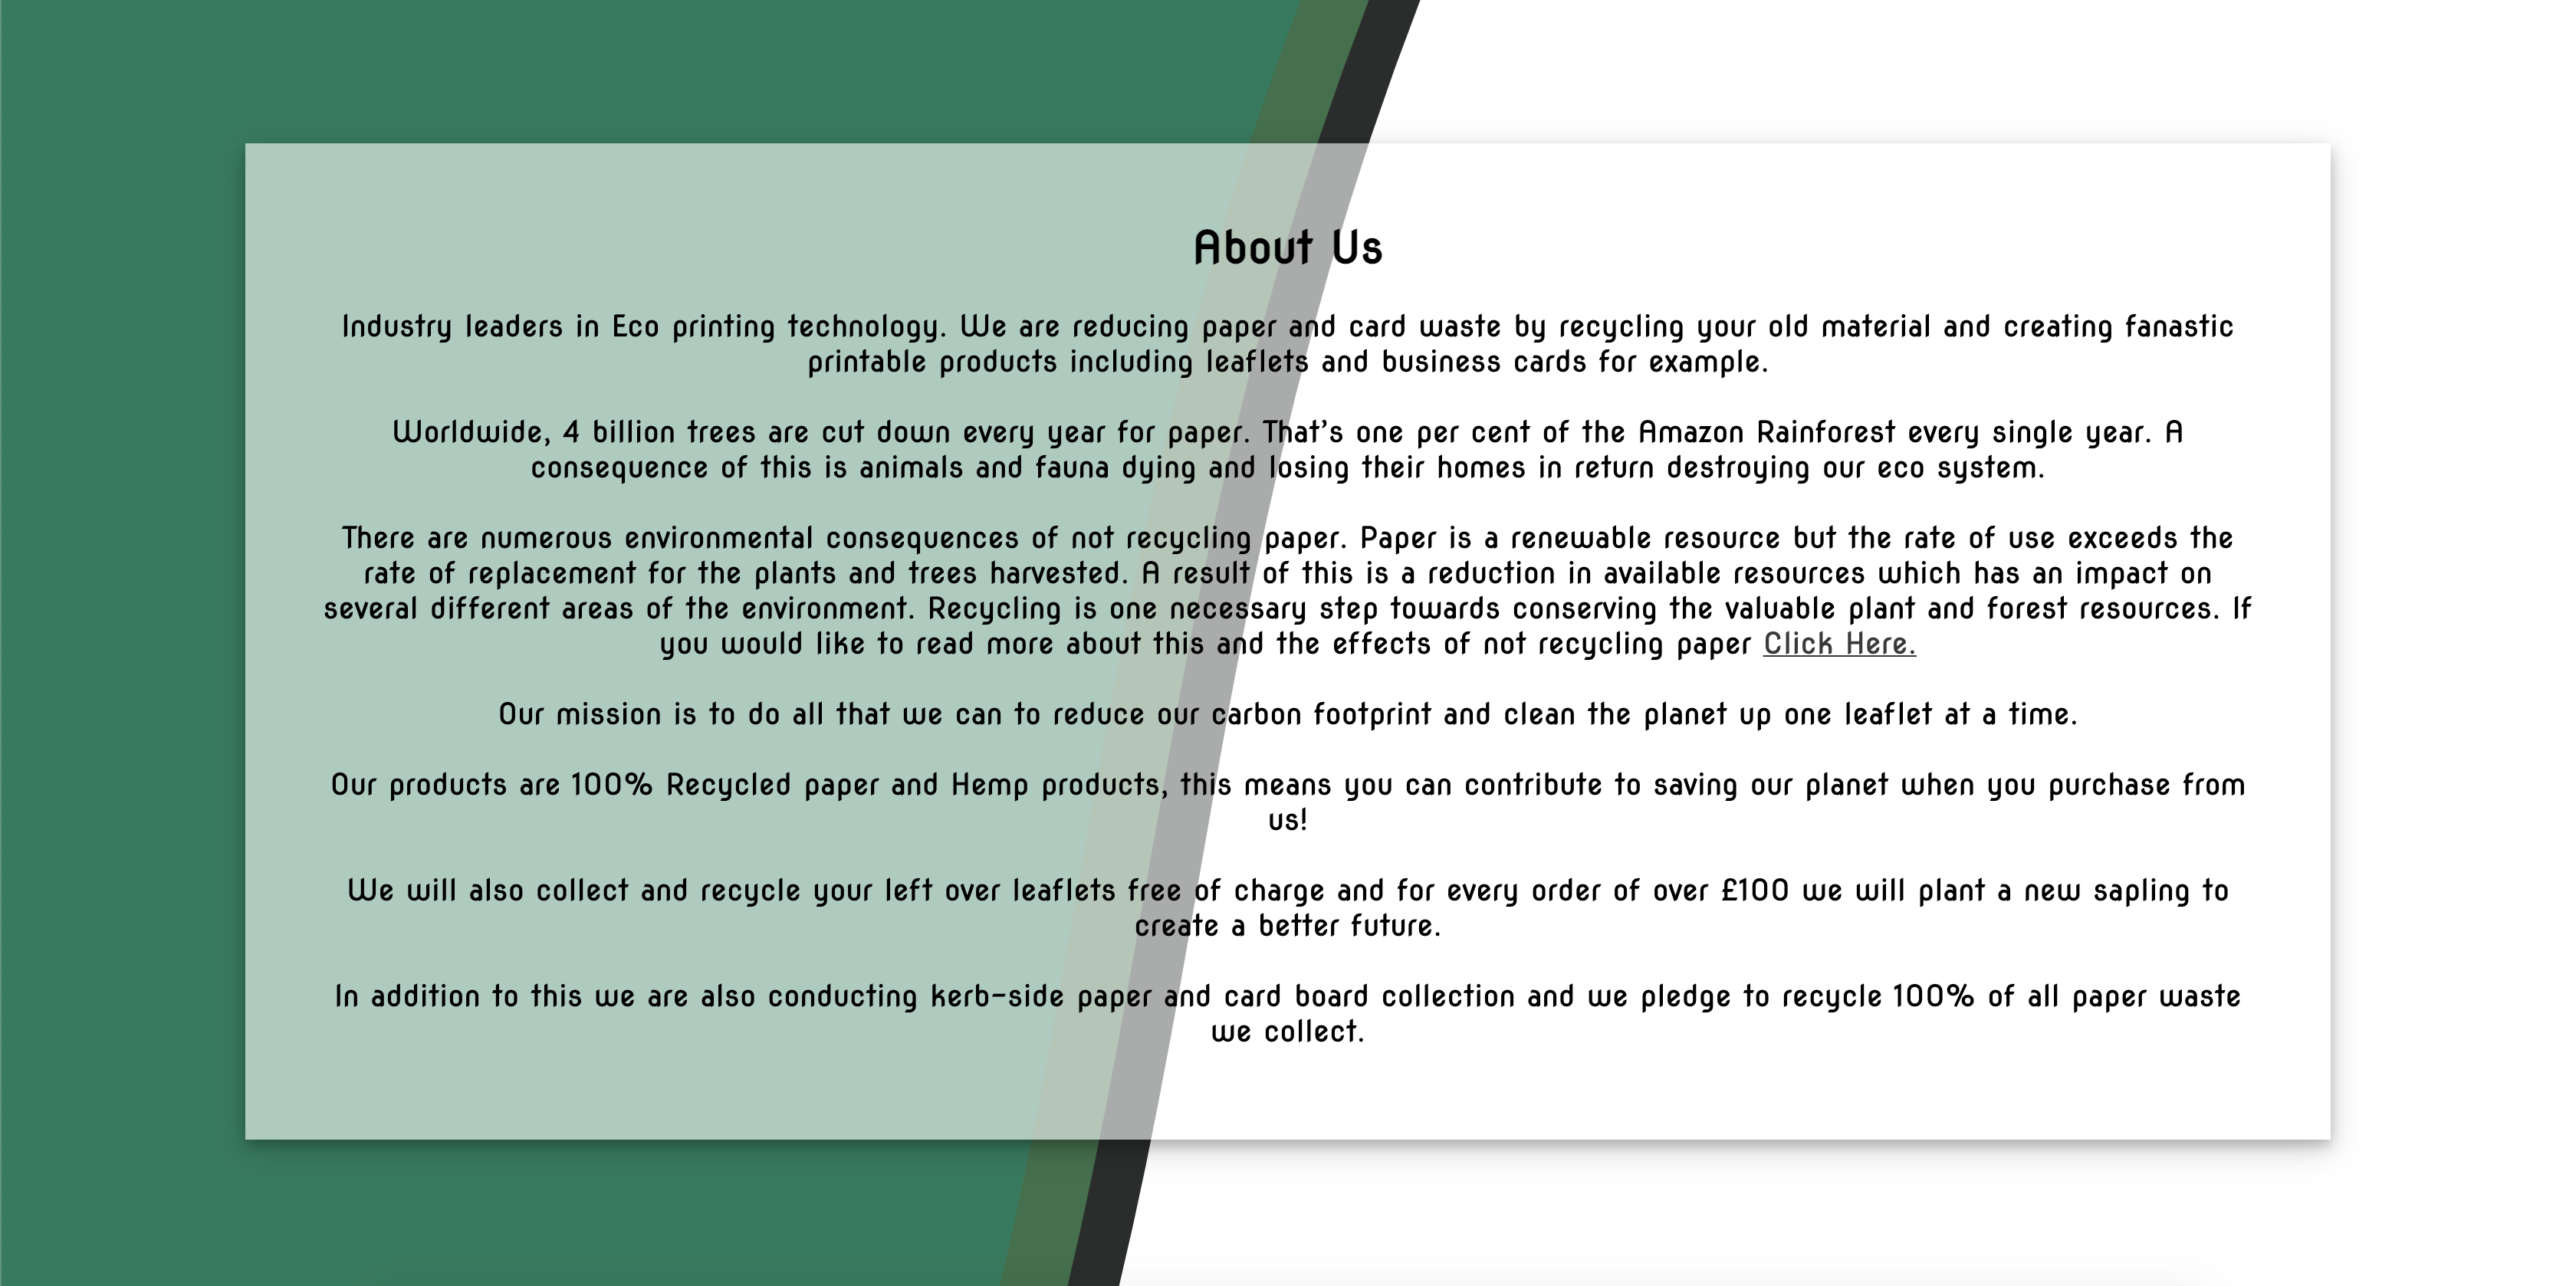 About Us
Industry leaders in Eco printing technology. We are reducing paper and card waste by recycling your old material and creating fanastic
printable products including leaflets and business cards for example.
Worldwide, 4 billion trees are cut down every year for paper. That's one per cent of the Amazon Rainforest every single year. A
consequence of this is animals and fauna dying and losing their homes in return destroying our eco system.
There are numerous environmental consequences of not recycling paper. Paper is a renewable resource but the rate of use exceeds the
rate of replacement for the plants and trees harvested. A result of this is a reduction in available resources which has an impact on
several different areas of the environment. Recycling is one necessary step towards conserving the valuable plant and forest resources. If
you would like to read more about this and the effects of not recycling paper Click Here.
Our mission is to do all that we can to reduce our carbon footprint and clean the planet up one leaflet at a time.
Our products are 100% Recycled paper and Hemp products, this means you can contribute to saving our planet when you purchase from
us!
We will also collect and recycle your left over leaflets free of charge and for every order of over £100 we will plant a new sapling to
create a better future.
In addition to this we are also conducting kerb-side paper and card board collection and we pledge to recycle 100% of all paper waste
we collect.